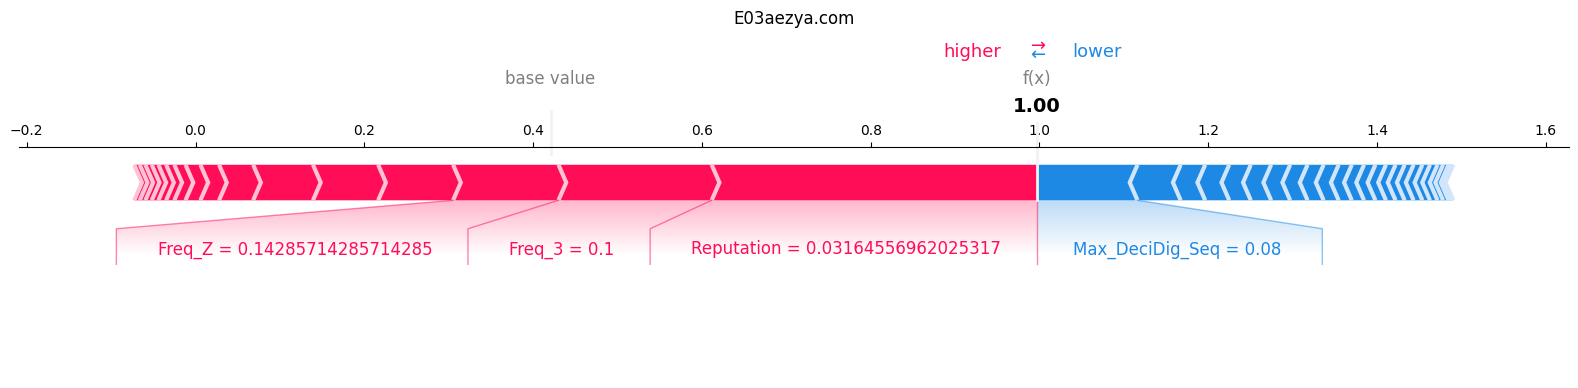 E03aezya.com
higher ⇄ lower
base value
f(x)
1.00
−0.2 0.0 0.2 0.4 0.6 0.8 1.0 1.2 1.4 1.6
Freq_Z = 0.14285714285714285 Freq_3 = 0.1 Reputation = 0.03164556962025317 Max_DeciDig_Seq = 0.08